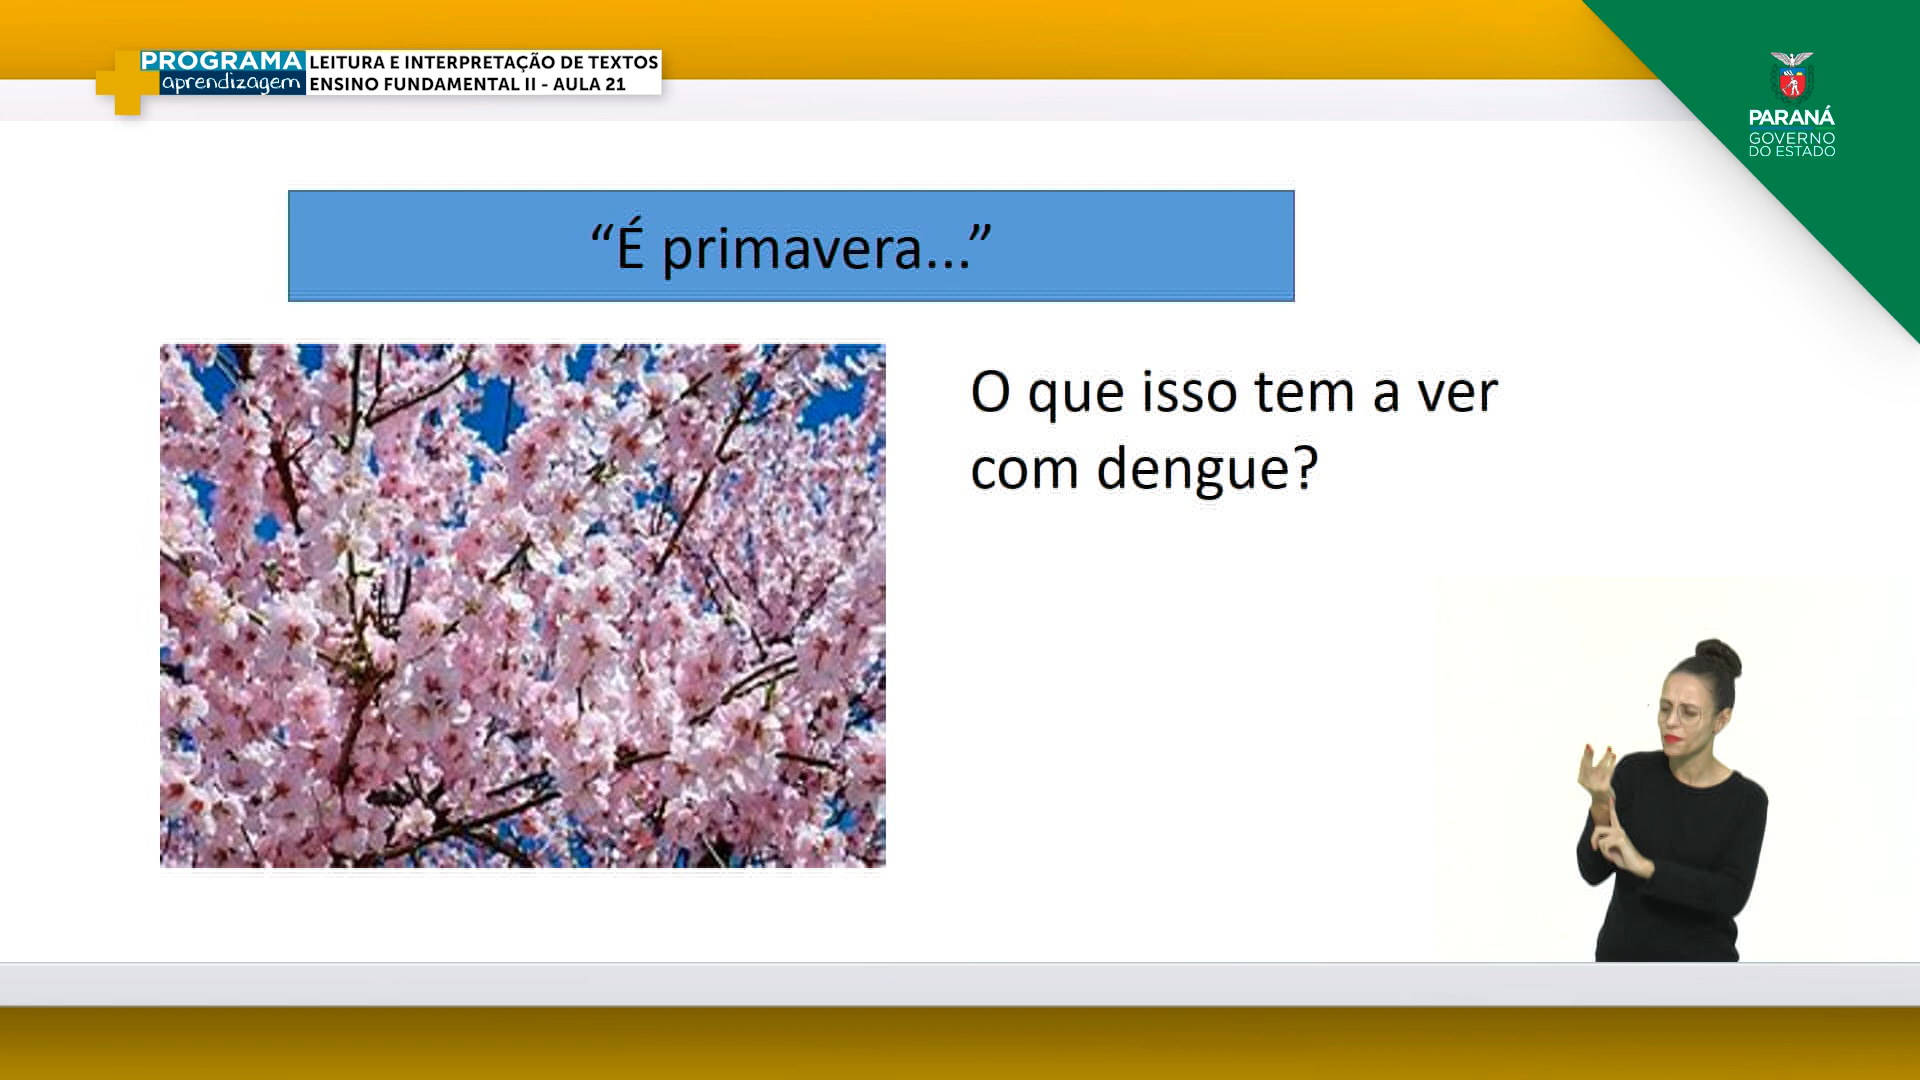 PROGRAMA
aprendizagem
LEITURA E INTERPRETAÇÃO DE TEXTOS
ENSINO FUNDAMENTAL II - AULA 21
PARANÁ
GOVERNO
DO ESTADO
“É primavera...”
O que isso tem a ver
com dengue?